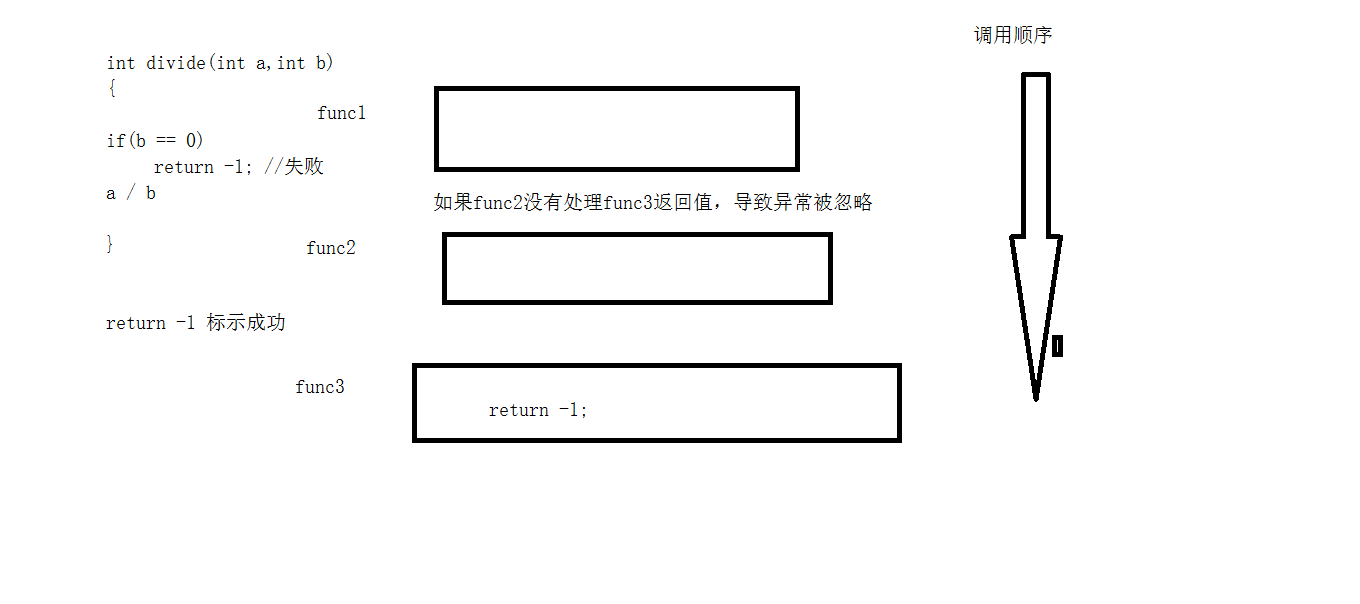 调用顺序
int divide(int a,int b)
{
func1
if(b == 0)
return -1; //失败
a / b
如果func2没有处理func3返回值，导致异常被忽略
}
func2
return -1 标示成功
func3
return -1;